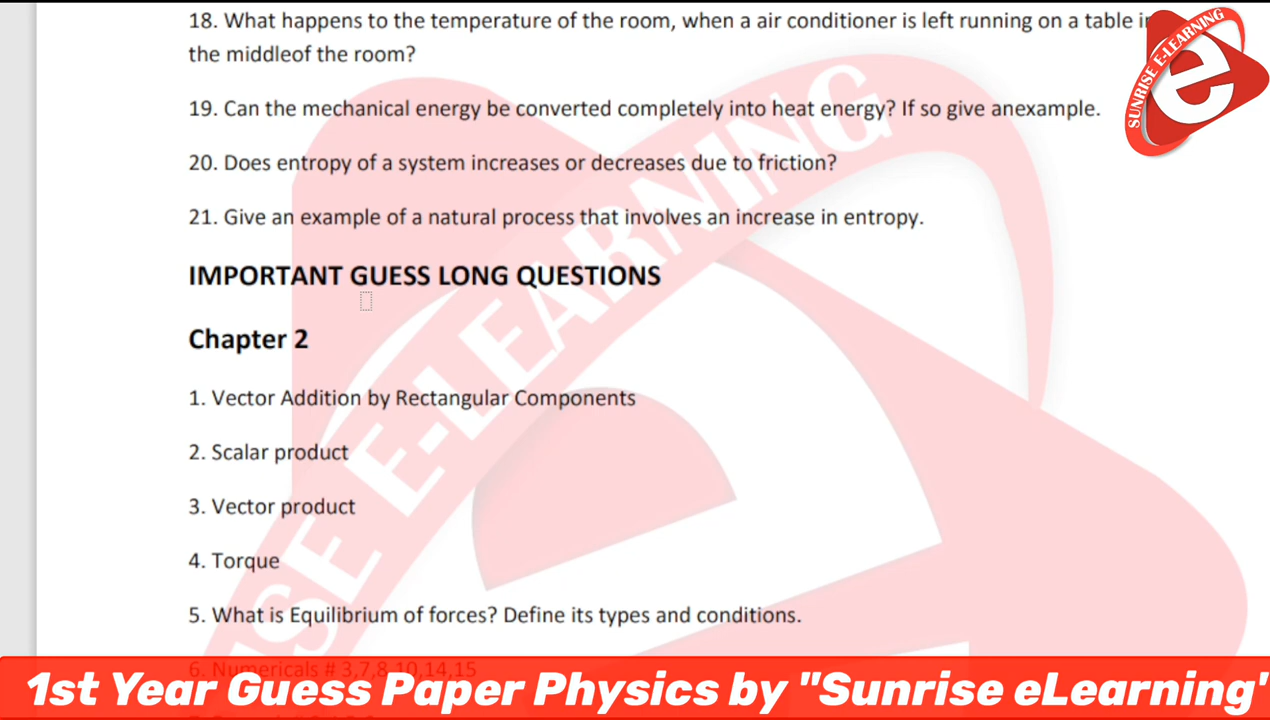 18. What happens to the temperature of the room, when a air conditioner is left running on a table in
the middleof the room?
19. Can the mechanical energy be converted completely into heat energy? If so give anexample.
20. Does entropy of a system increases or decreases due to friction?
21. Give an example of a natural process that involves an increase in entropy.
IMPORTANT GUESS LONG QUESTIONS
Chapter 2
1. Vector Addition by Rectangular Components
2. Scalar product
3. Vector product
4. Torque
5. What is Equilibrium of forces? Define its types and conditions.
6. Numericals # 3,7,8,10,14,15
1st Year Guess Paper Physics by "Sunrise eLearning"
SUNRISE E-LEARNING
ISE E-LEARNING